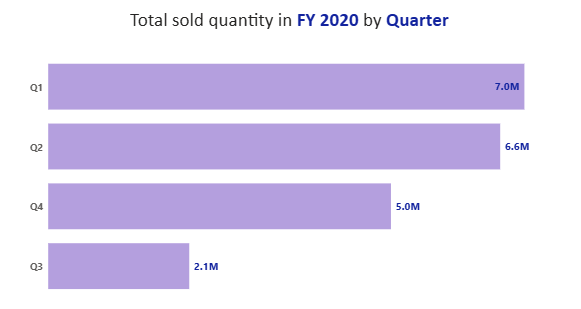 Total sold quantity in FY 2020 by Quarter
Q1 7.0M
Q2 6.6M
Q4 5.0M
Q3 2.1M